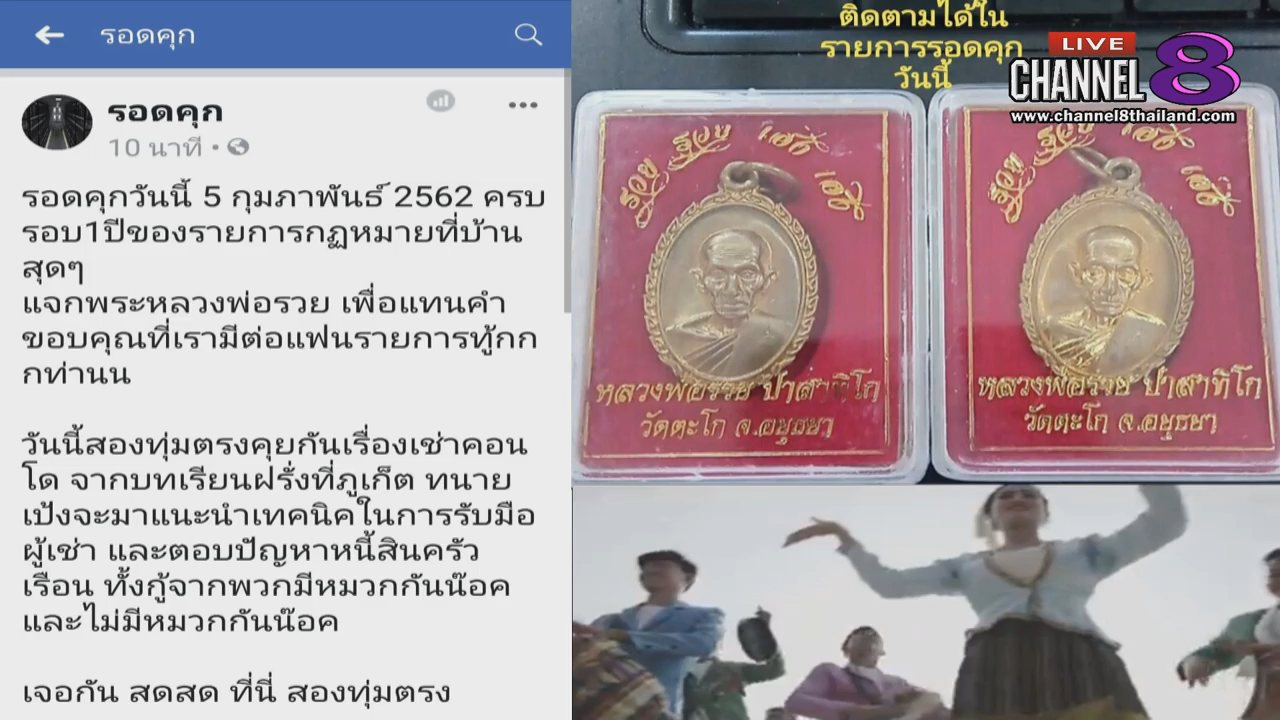 รอดคุก
รอดคุก
10 นาที
รอดคุกวันนี้ 5 กุมภาพันธ์ 2562 ครบ
รอบ1ปีของรายการกฏหมายที่บ้าน
สุดๆ
แจกพระหลวงพ่อรวย เพื่อแทนคำ
ขอบคุณที่เรามีต่อแฟนรายการทู้กก
กท่านน
วันนี้สองทุ่มตรงคุยกันเรื่องเช่าคอน
โด จากบทเรียนฝรั่งที่ภูเก็ต ทนาย
เป้งจะมาแนะนำเทคนิคในการรับมือ
ผู้เช่า และตอบปัญหาหนี้สินครัว
เรือน ทั้งกู้จากพวกมีหมวกกันน๊อค
และไม่มีหมวกกันน๊อค
เจอกัน สดสด ที่นี่ สองทุ่มตรง
ติดตามได้ใน
รายการรอดคุก
วันนี้
LIVE
CHANNEL 8
www.channel8thailand.com
รวย รวย เฮง เฮง
หลวงพ่อรวย ปาสาทิโก
วัดตะโก จ.อยุธยา
รวย เฮง เฮง
หลวงพ่อรวย ปาสาทิโก
วัดตะโก จ.อยุธยา